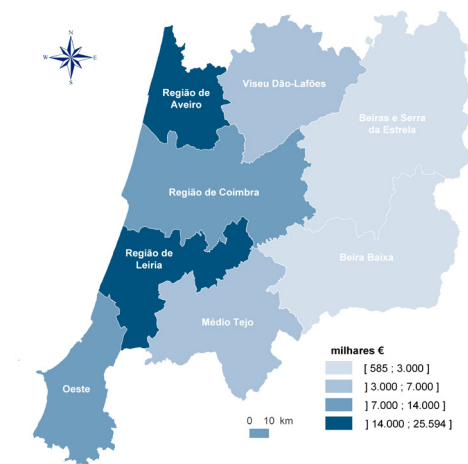 N
W
E
S
Região de
Aveiro
Viseu Dão-Lafões
Beiras e Serra
da Estrela
Região de Coimbra
Região de
Leiria
Beira Baixa
Médio Tejo
Oeste
0 10 km
milhares €
[ 585 ; 3.000 ]
] 3.000 ; 7.000 ]
] 7.000 ; 14.000 ]
] 14.000 ; 25.594 ]